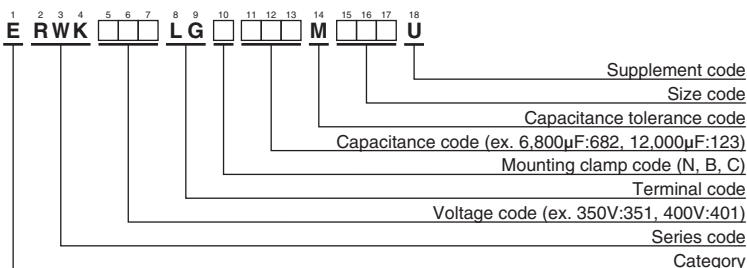 1 2 3 4 5 6 7 8 9 10 11 12 13 14 15 16 17 18
E RWK □□□ LG □ □□□ M □□□ U
Supplement code
Size code
Capacitance tolerance code
Capacitance code (ex. 6,800µF:682, 12,000µF:123)
Mounting clamp code (N, B, C)
Terminal code
Voltage code (ex. 350V:351, 400V:401)
Series code
Category